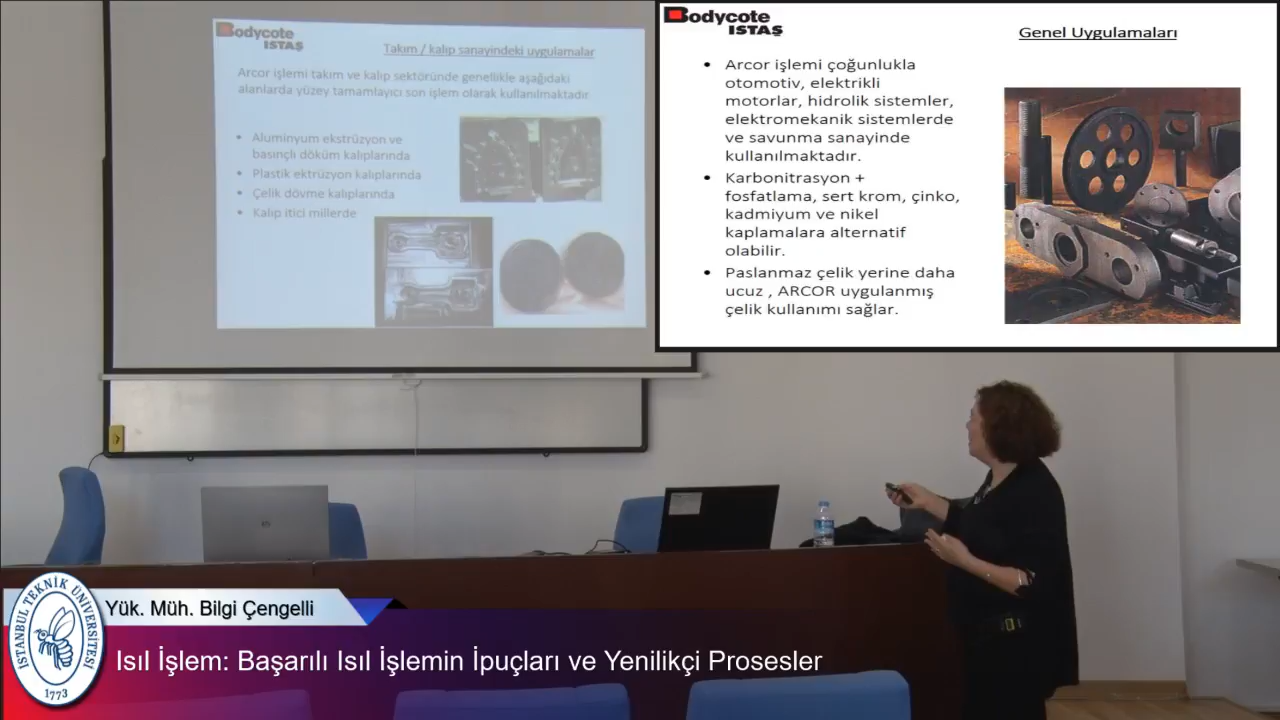 Bodycote
ISTAŞ
Takım / kalıp sanayindeki uygulamalar
Arcor işlemi takım ve kalıp sektöründe genellikle aşağıdaki
alanlarda yüzey tamamlayıcı son işlem olarak kullanılmaktadır.
• Aluminyum ekstrüzyon ve
basınçlı döküm kalıplarında
• Plastik ektrüzyon kalıplarında
• Çelik dövme kalıplarında
• Kalıp itici millerde
Bodycote
ISTAŞ
Genel Uygulamaları
• Arcor işlemi çoğunlukla
otomotiv, elektrikli
motorlar, hidrolik sistemler,
elektromekanik sistemlerde
ve savunma sanayinde
kullanılmaktadır.
• Karbonitrasyon +
fosfatlama, sert krom, çinko,
kadmiyum ve nikel
kaplamalara alternatif
olabilir.
• Paslanmaz çelik yerine daha
ucuz , ARCOR uygulanmış
çelik kullanımı sağlar.
hp
İSTANBUL TEKNİK ÜNİVERSİTESİ
1773
Yük. Müh. Bilgi Çengelli
Isıl İşlem: Başarılı Isıl İşlemin İpuçları ve Yenilikçi Prosesler